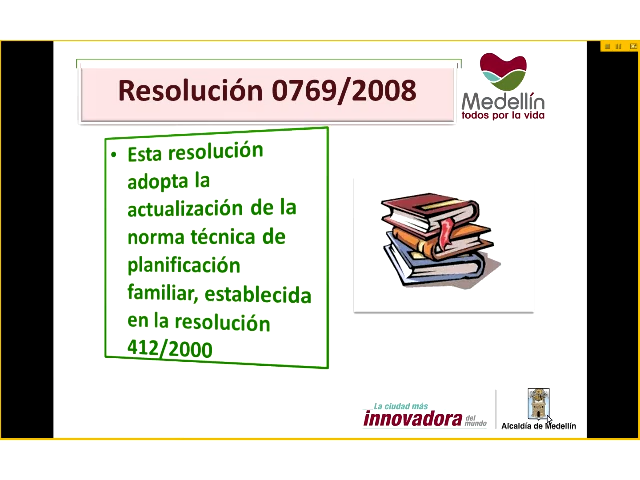 Resolución 0769/2008
Medellín
todos por la vida
• Esta resolución
adopta la
actualización de la
norma técnica de
planificación
familiar, establecida
en la resolución
412/2000
La ciudad más
innovadora del
mundo
Alcaldía de Medellín